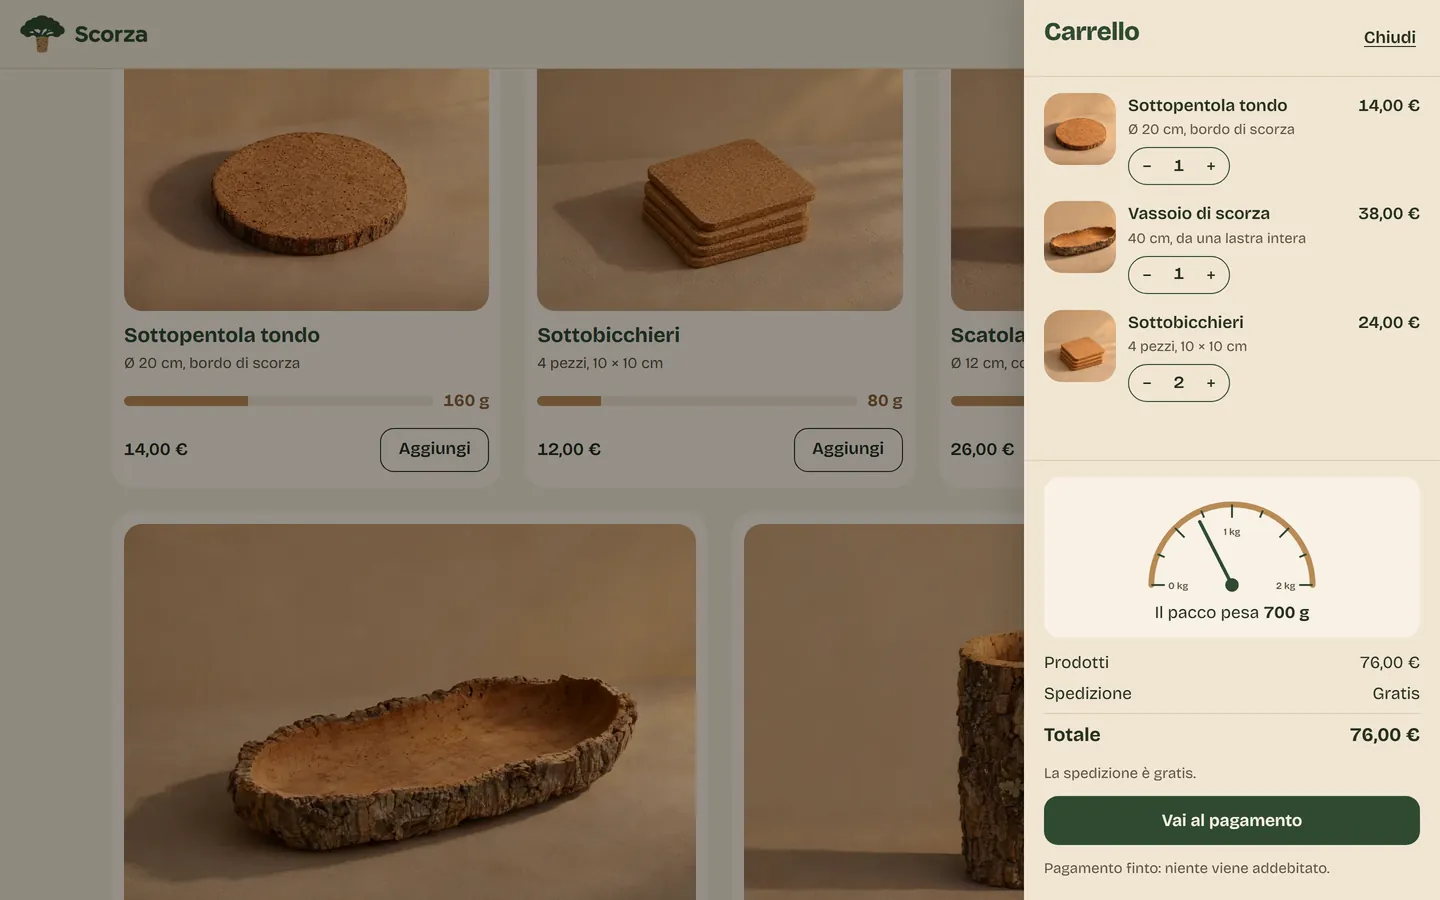 Scorza
Sottopentola tondo
Ø 20 cm, bordo di scorza
160 g
14,00 €
Aggiungi
Sottobicchieri
4 pezzi, 10 × 10 cm
80 g
12,00 €
Aggiungi
Scatola
Ø 12 cm, co
26,00 €
Carrello
Chiudi
Sottopentola tondo
14,00 €
Ø 20 cm, bordo di scorza
− 1 +
Vassoio di scorza
38,00 €
40 cm, da una lastra intera
− 1 +
Sottobicchieri
24,00 €
4 pezzi, 10 × 10 cm
− 2 +
1 kg
0 kg
2 kg
Il pacco pesa 700 g
Prodotti
76,00 €
Spedizione
Gratis
Totale
76,00 €
La spedizione è gratis.
Vai al pagamento
Pagamento finto: niente viene addebitato.